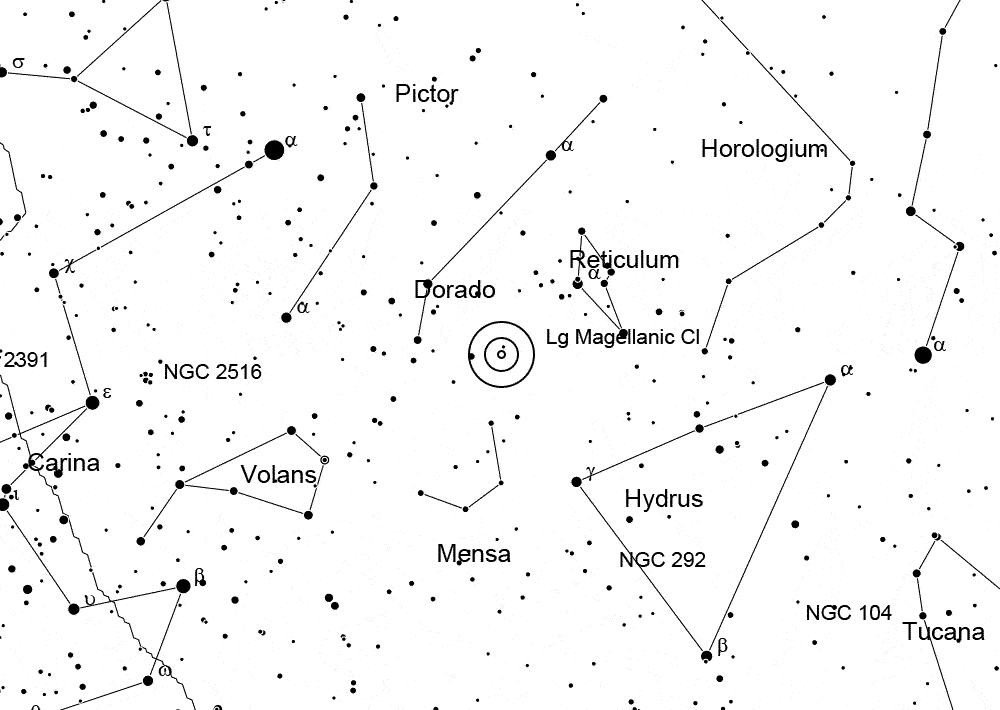 σ
Pictor
τ
α
α
Horologium
χ
Reticulum
α
Dorado
α
Lg Magellanic Cl
α
2391
NGC 2516
α
ε
Carina
Volans
γ
Hydrus
ι
Mensa
NGC 292
β
υ
NGC 104
Tucana
β
ω